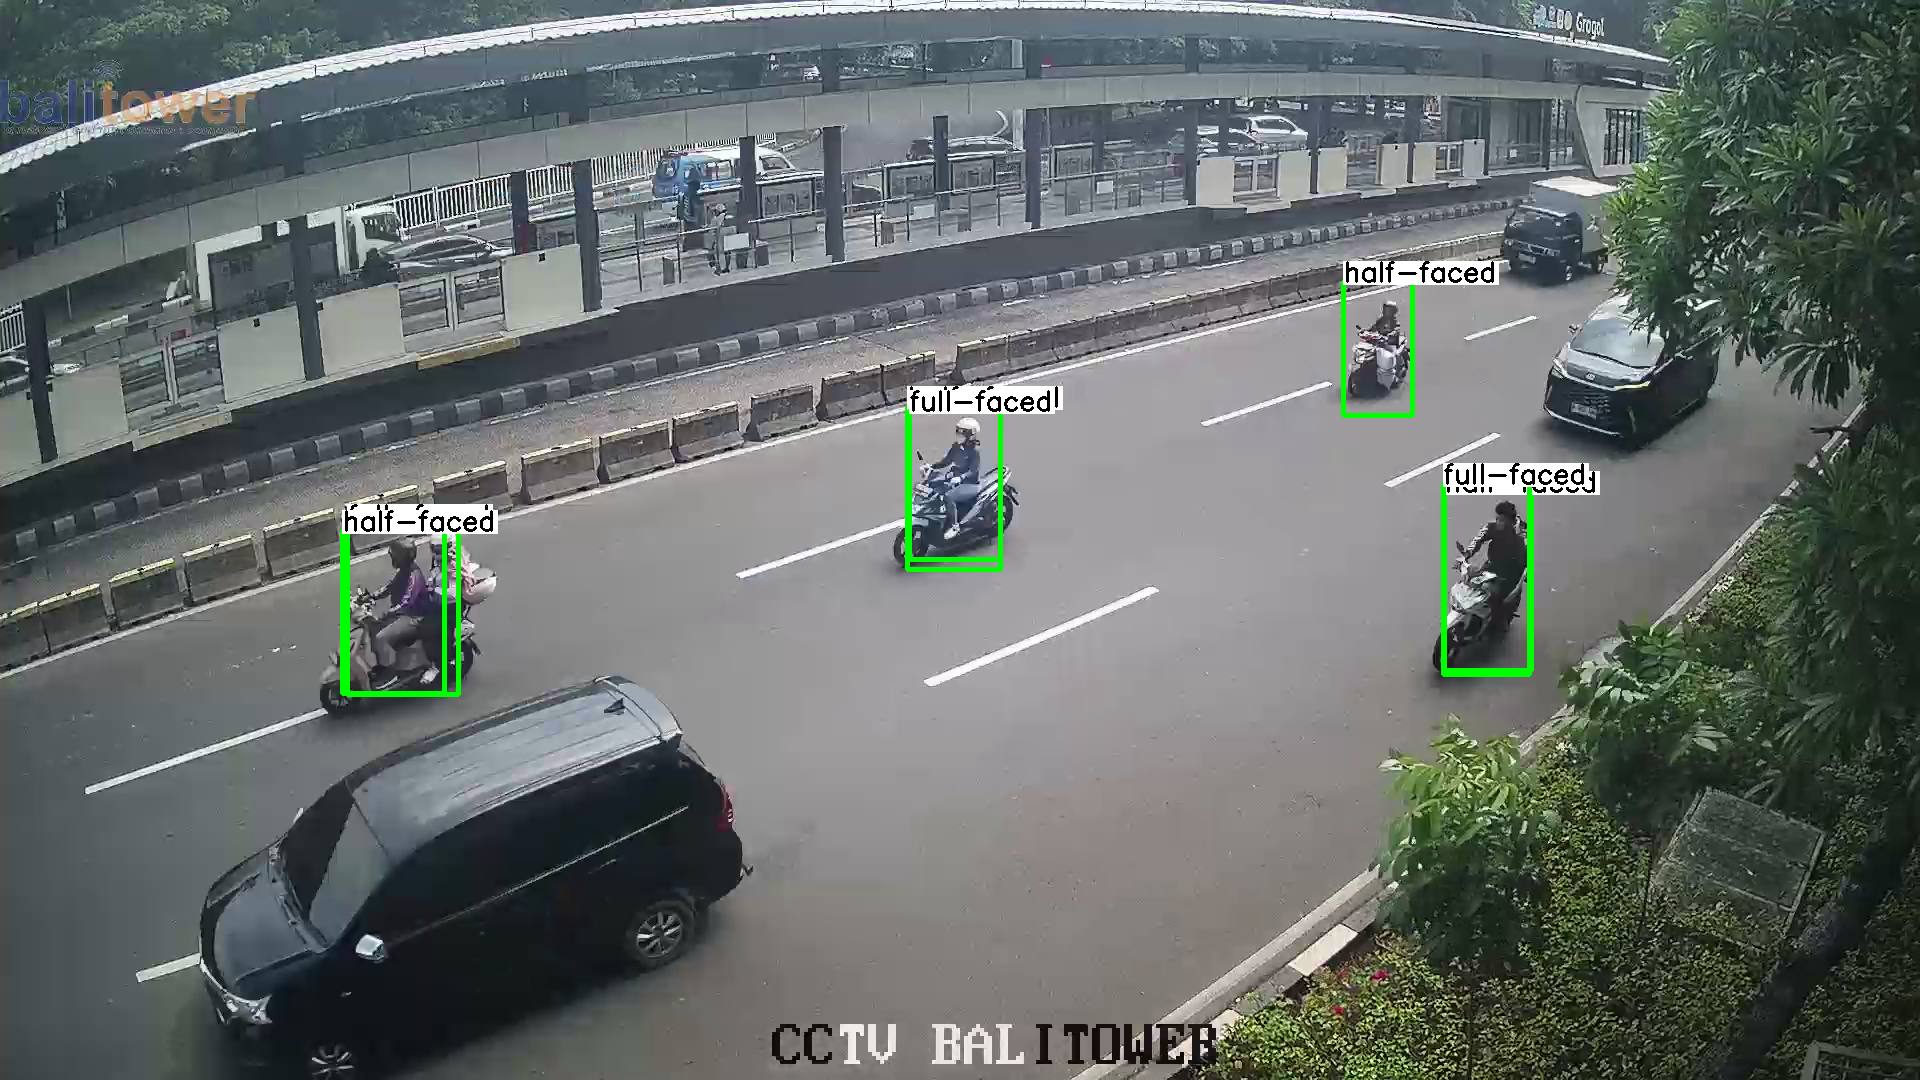 Grogol
balitower
half-faced
full-faced
full-faced
half-faced
CCTV BALITOWER